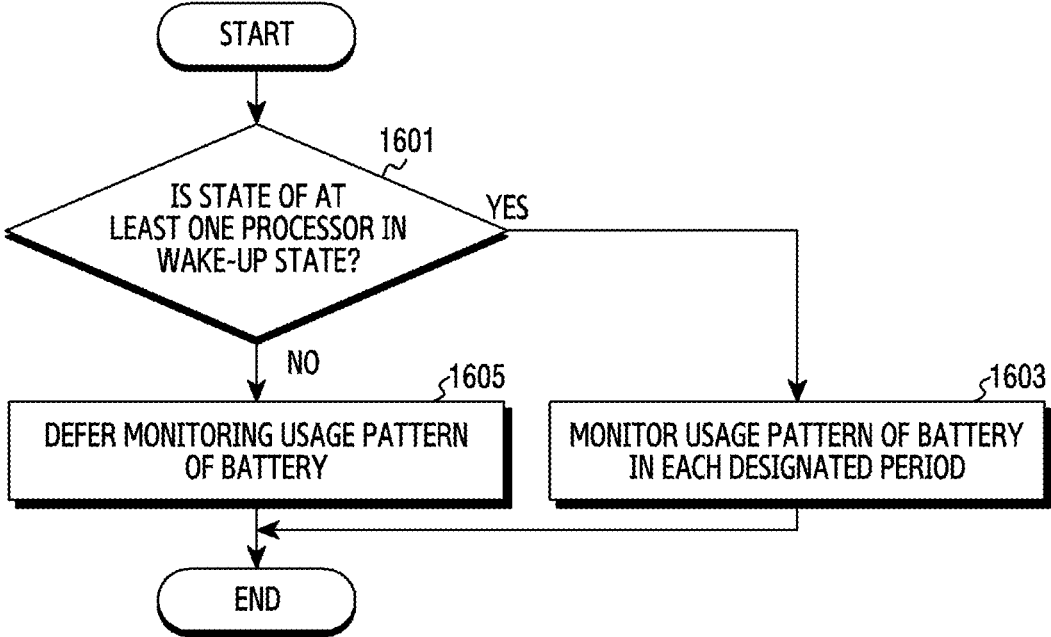 START
1601
IS STATE OF AT
LEAST ONE PROCESSOR IN
WAKE-UP STATE?
YES
NO
1605
DEFER MONITORING USAGE PATTERN
OF BATTERY
1603
MONITOR USAGE PATTERN OF BATTERY
IN EACH DESIGNATED PERIOD
END